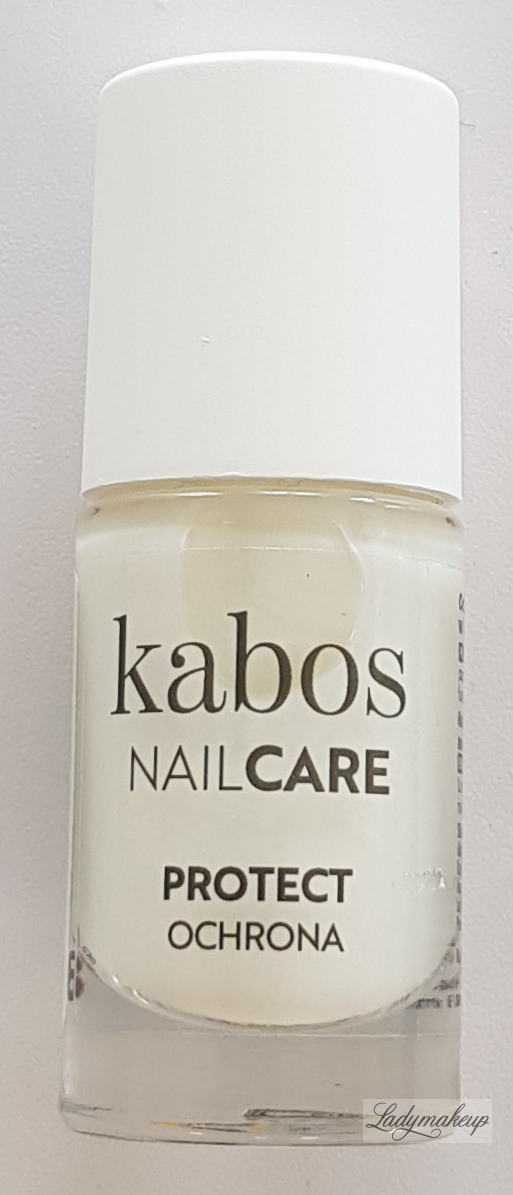 kabos
NAILCARE
PROTECT
OCHRONA
Ladymakeup